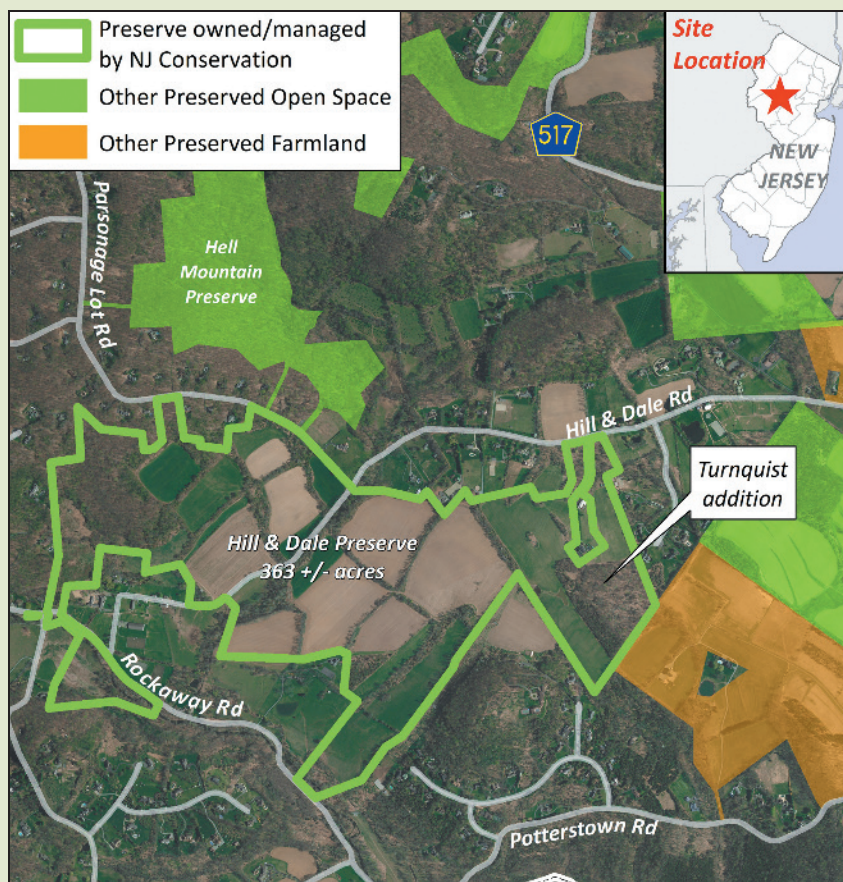 Preserve owned/managed
by NJ Conservation
Other Preserved Open Space
Other Preserved Farmland
Site
Location
NEW
JERSEY
517
Parsonage Lot Rd
Hell
Mountain
Preserve
Hill & Dale Rd
Turnquist
addition
Hill & Dale Preserve
363 +/- acres
Rockaway Rd
Potterstown Rd